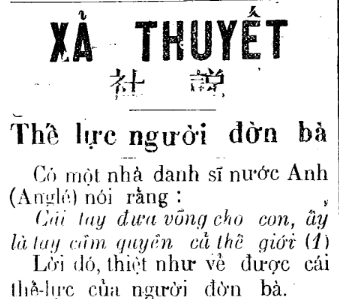 XẢ THUYẾT
社 説
Thế lực người đờn bà
Có một nhà danh sĩ nước Anh
(Anglé) nói rằng :
Cái tay đưa võng cho con, ấy
là tay cầm quyền cả thế giới (1)
Lời đó, thiệt như vẽ được cái
thế-lực của người đờn bà.